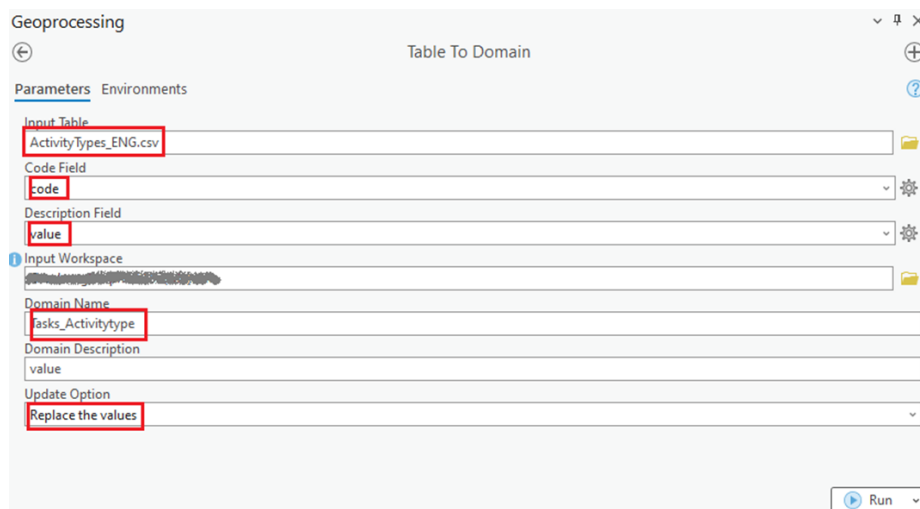 Geoprocessing
Table To Domain
Parameters Environments
Input Table
ActivityTypes_ENG.csv
Code Field
code
Description Field
value
Input Workspace
Domain Name
Tasks_Activitytype
Domain Description
value
Update Option
Replace the values
Run